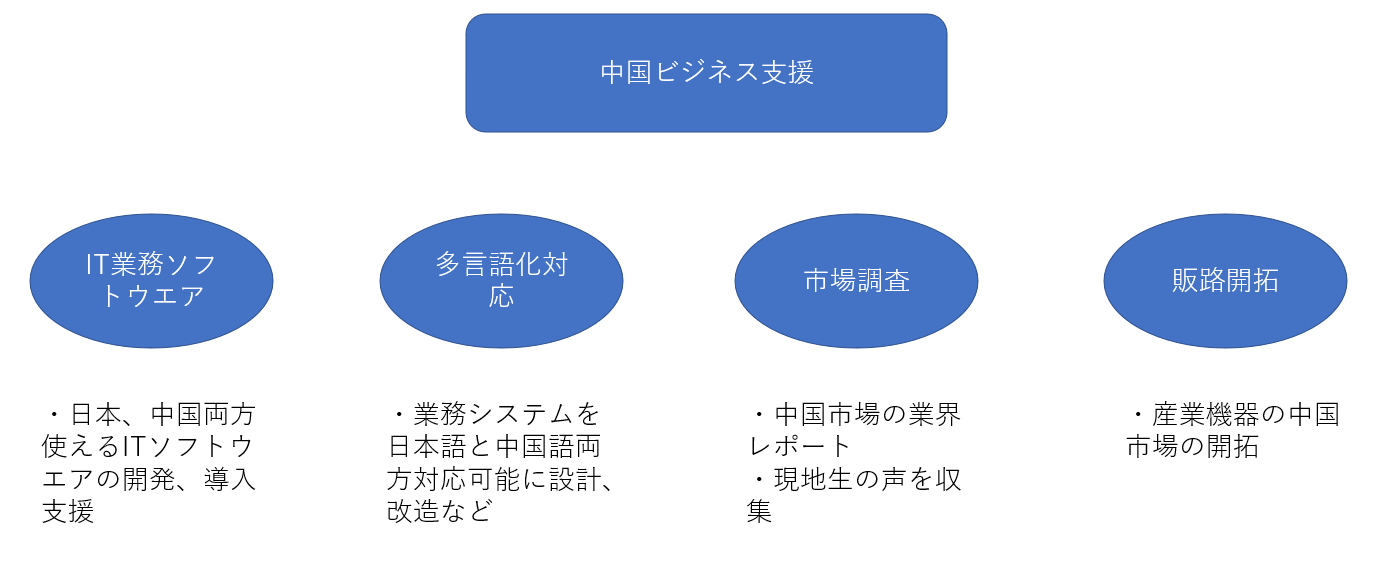 中国ビジネス支援
IT業務ソフ
トウエア
多言語化対
応
市場調査
販路開拓
・日本、中国両方
使えるITソフトウ
エアの開発、導入
支援
・業務システムを
日本語と中国語両
方対応可能に設計、
改造など
・中国市場の業界
レポート
・現地生の声を収
集
・産業機器の中国
市場の開拓